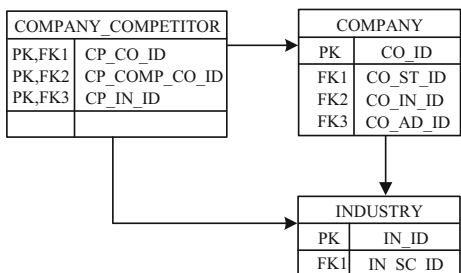 COMPANY_COMPETITOR
PK,FK1 CP_CO_ID
PK,FK2 CP_COMP_CO_ID
PK,FK3 CP_IN_ID
COMPANY
PK CO_ID
FK1 CO_ST_ID
FK2 CO_IN_ID
FK3 CO_AD_ID
INDUSTRY
PK IN_ID
FK1 IN_SC_ID